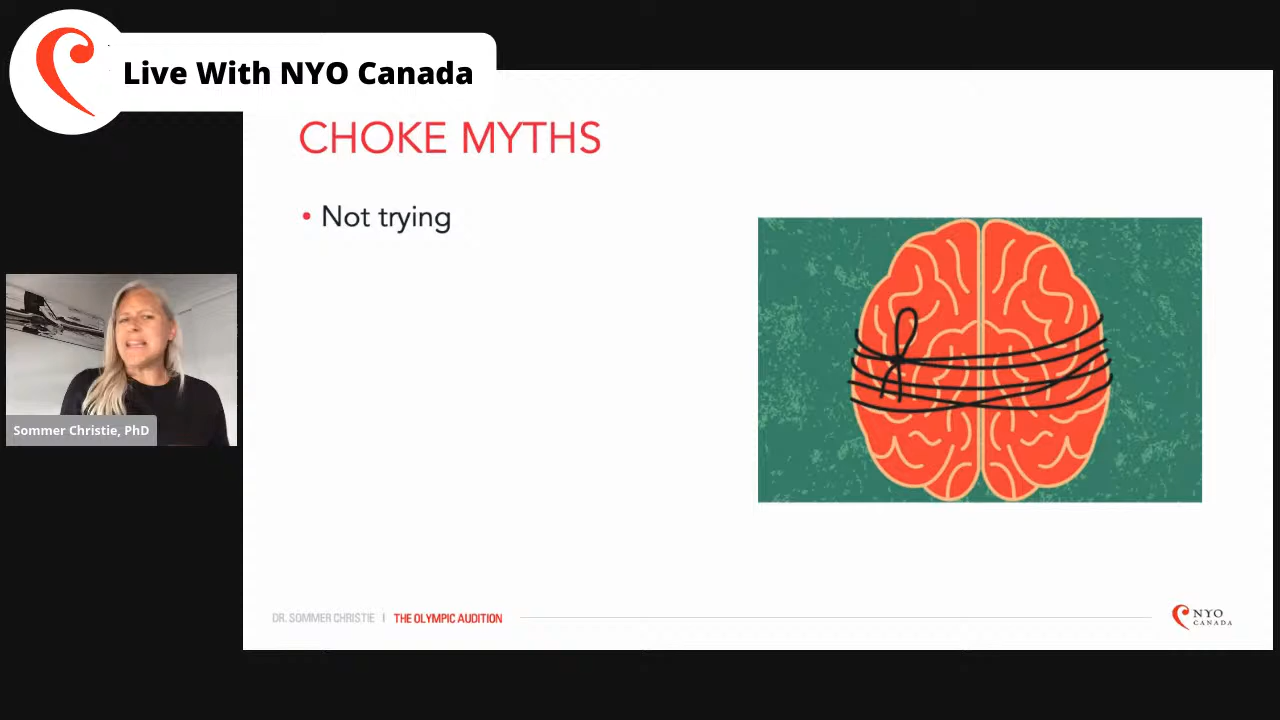 Live With NYO Canada
CHOKE MYTHS
• Not trying
Sommer Christie, PhD
DR. SOMMER CHRISTIE | THE OLYMPIC AUDITION
NYO
CANADA